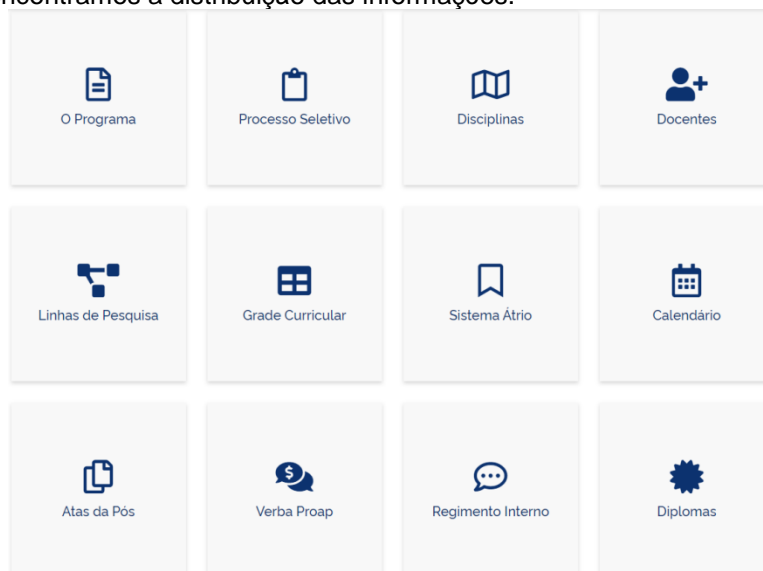 encontramos a distribuição das informações.
O Programa
Processo Seletivo
Disciplinas
Docentes
Linhas de Pesquisa
Grade Curricular
Sistema Átrio
Calendário
Atas da Pós
Verba Proap
Regimento Interno
Diplomas